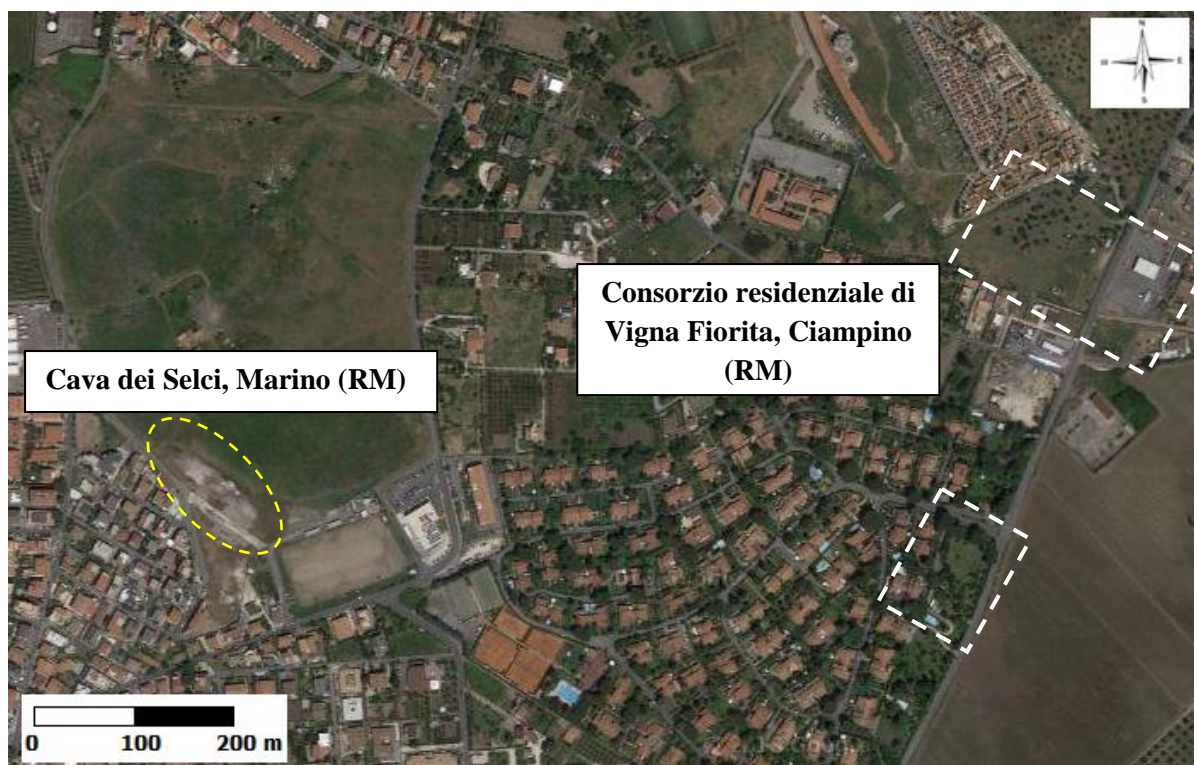 N
W E
S
Consorzio residenziale di
Vigna Fiorita, Ciampino
(RM)
Cava dei Selci, Marino (RM)
0 100 200 m